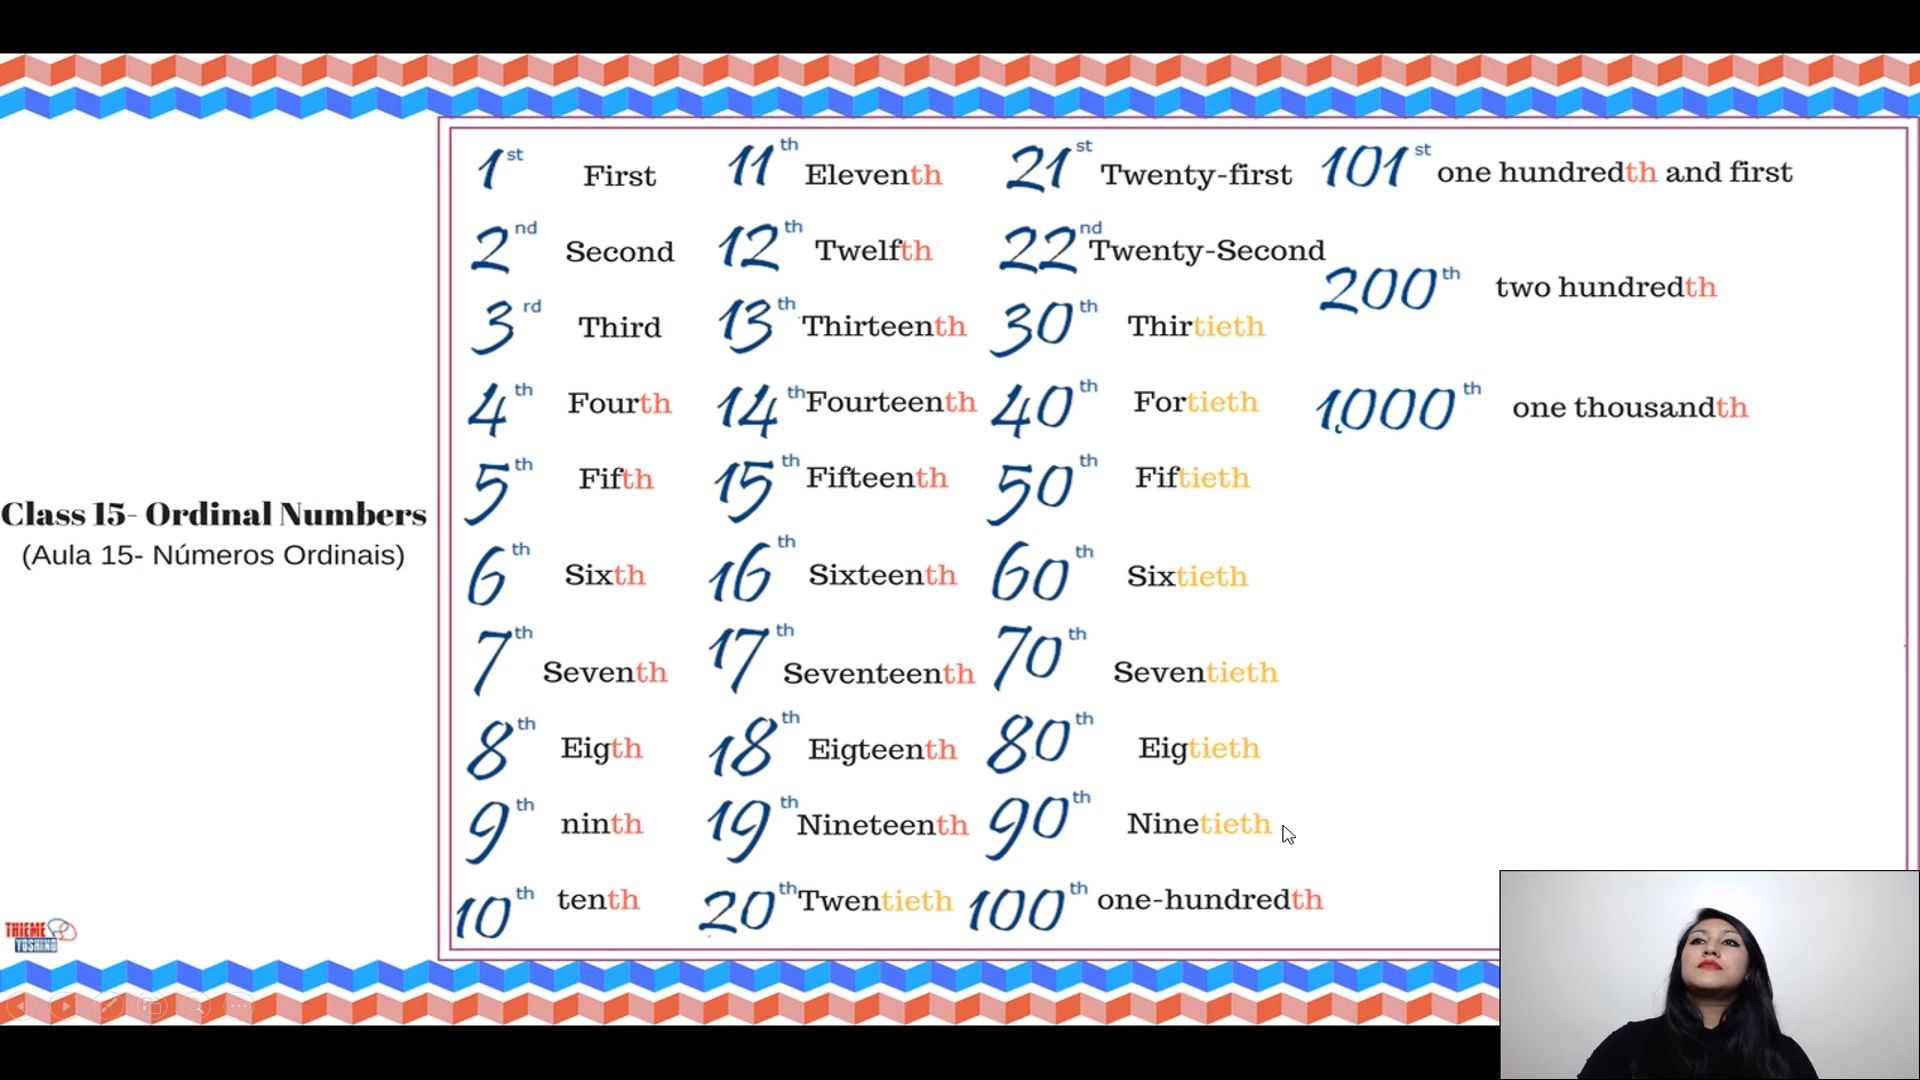 Class 15- Ordinal Numbers
(Aula 15- Números Ordinais)
1st First
2nd Second
3rd Third
4th Fourth
5th Fifth
6th Sixth
7th Seventh
8th Eigth
9th ninth
10th tenth
11th Eleventh
12th Twelfth
13th Thirteenth
14th Fourteenth
15th Fifteenth
16th Sixteenth
17th Seventeenth
18th Eigteenth
19th Nineteenth
20th Twentieth
21st Twenty-first
22nd Twenty-Second
30th Thirtieth
40th Fortieth
50th Fiftieth
60th Sixtieth
70th Seventieth
80th Eigtieth
90th Ninetieth
100th one-hundredth
101st one hundredth and first
200th two hundredth
1,000th one thousandth
THIEME
YOSHINO